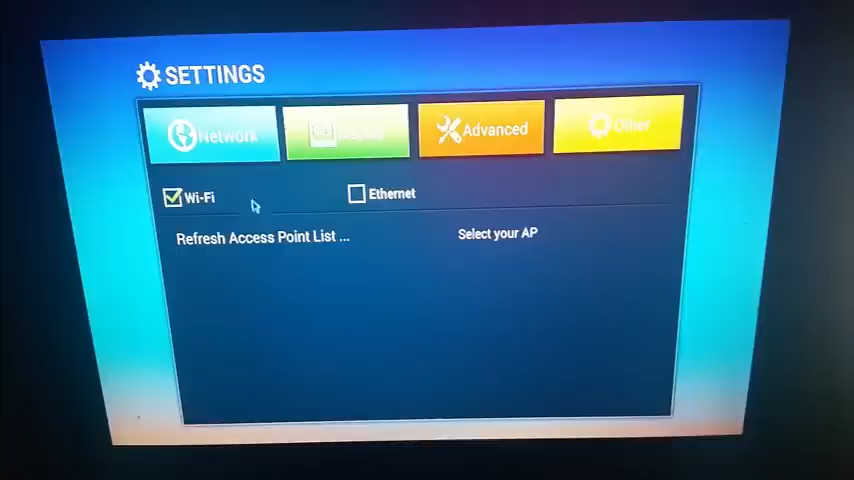 SETTINGS
Network
Advanced
Other
Wi-Fi
Ethernet
Refresh Access Point List ...
Select your AP